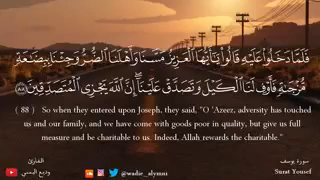 فَلَمَّا دَخَلُوا عَلَيْهِ قَالُوا يَا أَيُّهَا الْعَزِيزُ مَسَّنَا وَأَهْلَنَا الضُّرُّ وَجِئْنَا بِبِضَاعَةٍ
مُزْجَاةٍ فَأَوْفِ لَنَا الْكَيْلَ وَتَصَدَّقْ عَلَيْنَا إِنَّ اللَّهَ يَجْزِي الْمُتَصَدِّقِينَ ﴿٨٨﴾
( 88 ) So when they entered upon Joseph, they said, "O 'Azeez, adversity has touched
us and our family, and we have come with goods poor in quality, but give us full
measure and be charitable to us. Indeed, Allah rewards the charitable."
القارئ
وديع اليمني
@wadie_alymni
سورة يوسف
Surat Yousef